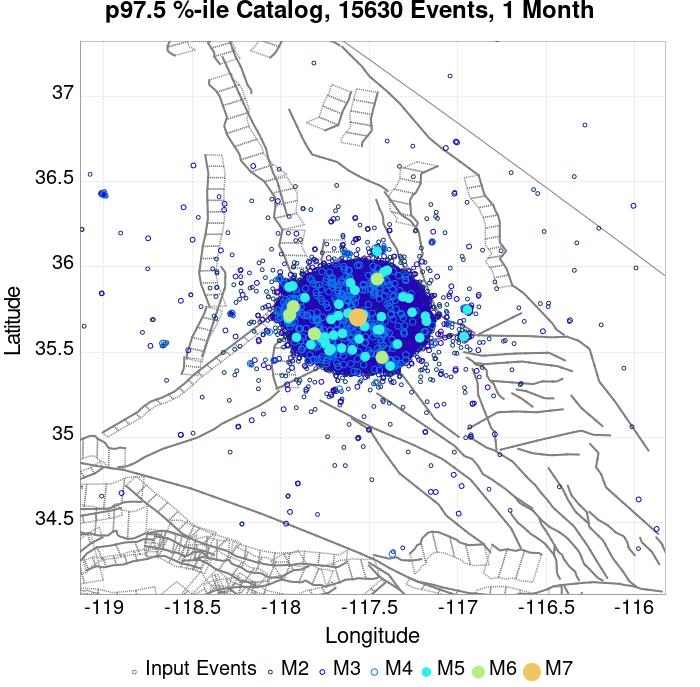 p97.5 %-ile Catalog, 15630 Events, 1 Month
37
36.5
36
35.5
35
34.5
Latitude
-119 -118.5 -118 -117.5 -117 -116.5 -116
Longitude
Input Events M2 M3 M4 M5 M6 M7